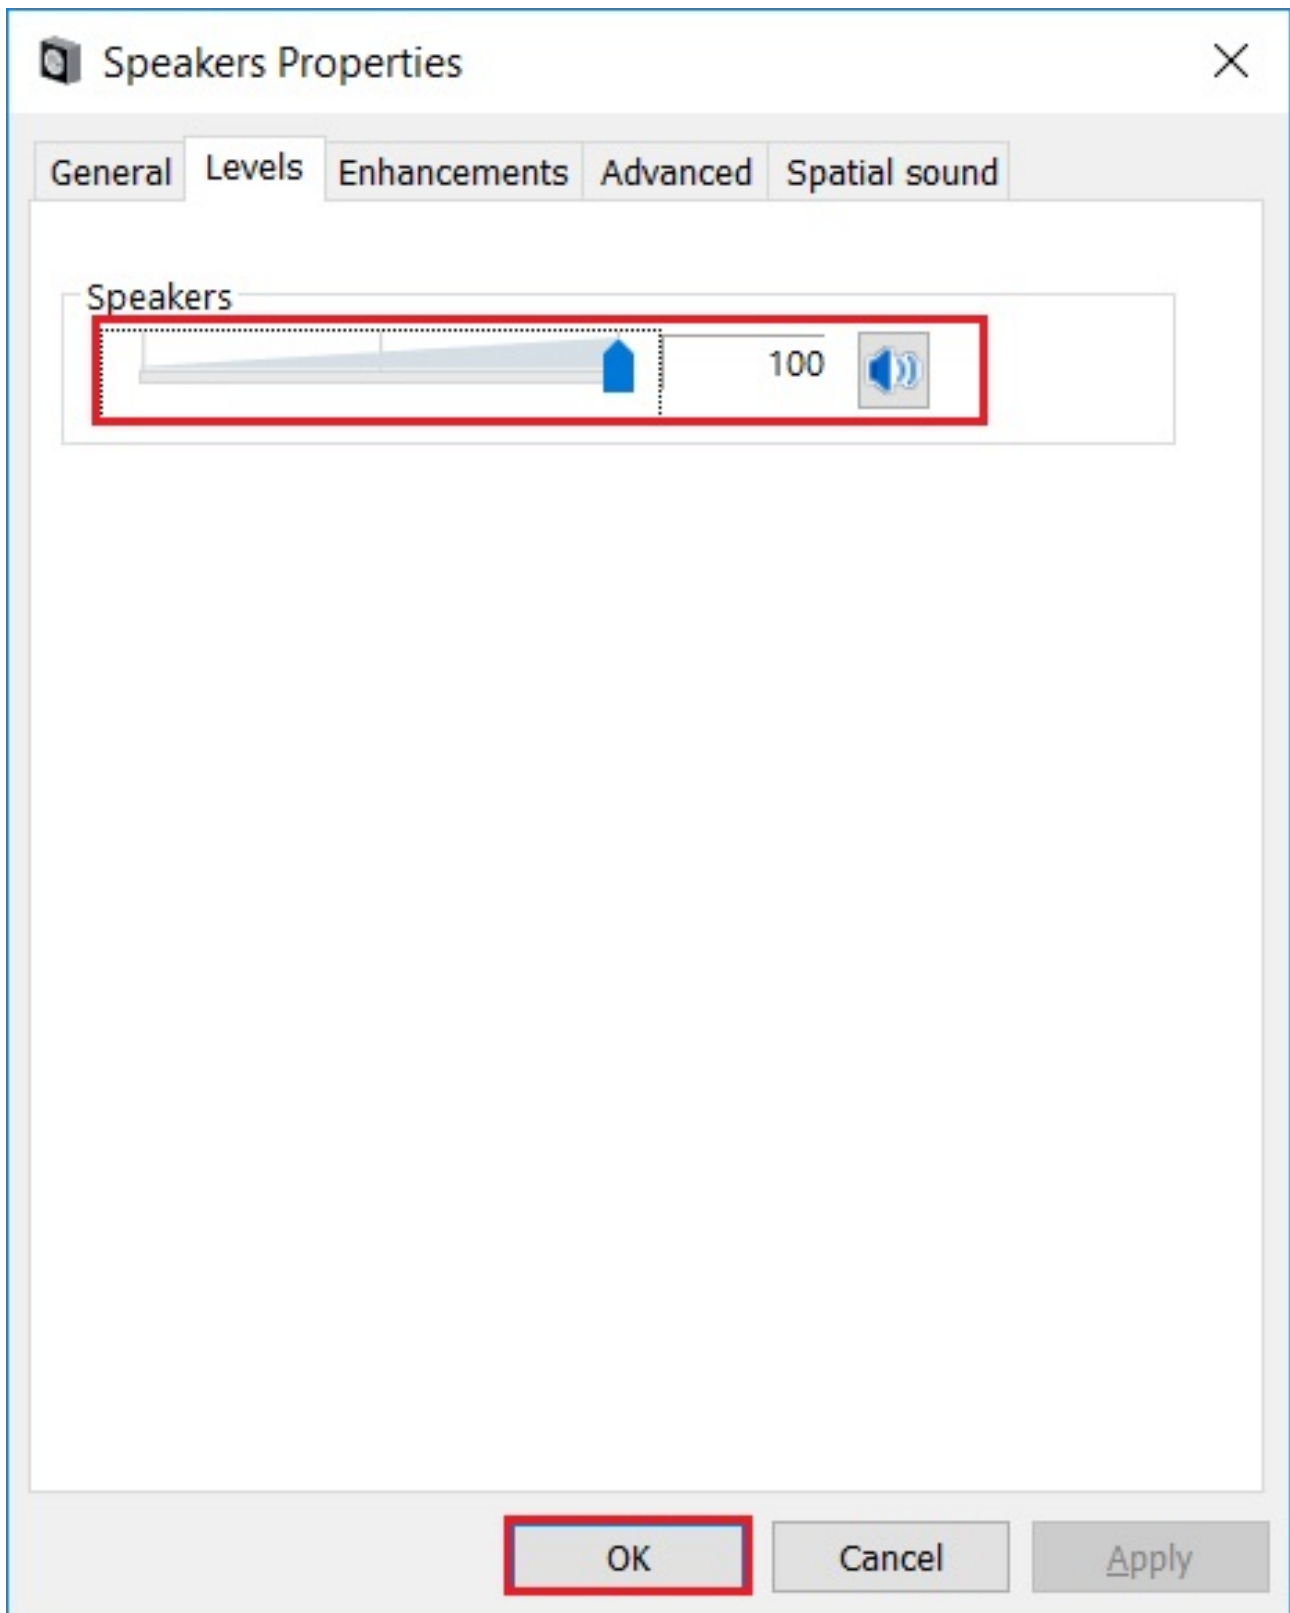 Speakers Properties
General Levels Enhancements Advanced Spatial sound
Speakers
100
OK Cancel Apply